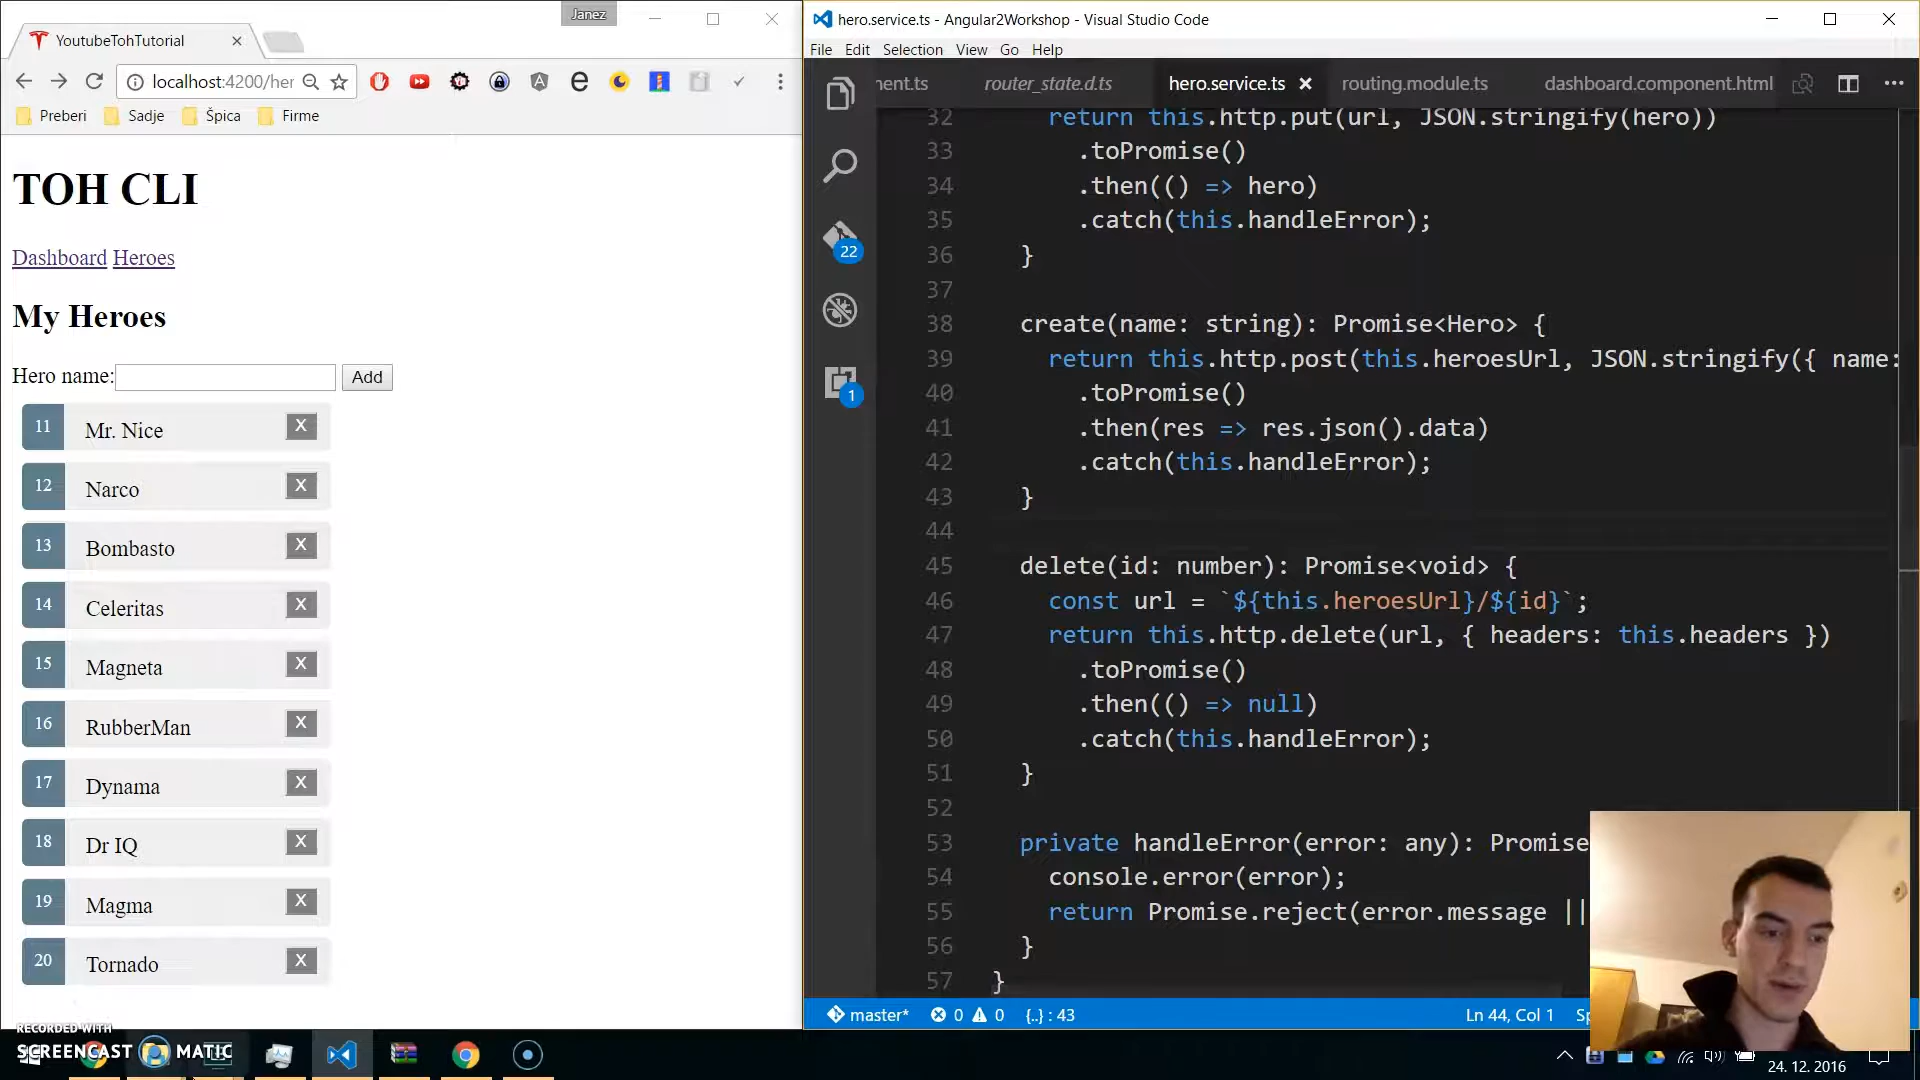 Janez
YoutubeTohTutorial
localhost:4200/her
Preberi
Sadje
Špica
Firme
TOH CLI
Dashboard Heroes
My Heroes
Hero name: Add
11 Mr. Nice X
12 Narco X
13 Bombasto X
14 Celeritas X
15 Magneta X
16 RubberMan X
17 Dynama X
18 Dr IQ X
19 Magma X
20 Tornado X
hero.service.ts - Angular2Workshop - Visual Studio Code
File Edit Selection View Go Help
nent.ts router_state.d.ts hero.service.ts routing.module.ts dashboard.component.html
22
1
32 return this.http.put(url, JSON.stringify(hero))
33 .toPromise()
34 .then(() => hero)
35 .catch(this.handleError);
36 }
37
38 create(name: string): Promise<Hero> {
39 return this.http.post(this.heroesUrl, JSON.stringify({ name:
40 .toPromise()
41 .then(res => res.json().data)
42 .catch(this.handleError);
43 }
44
45 delete(id: number): Promise<void> {
46 const url = `${this.heroesUrl}/${id}`;
47 return this.http.delete(url, { headers: this.headers })
48 .toPromise()
49 .then(() => null)
50 .catch(this.handleError);
51 }
52
53 private handleError(error: any): Promise
54 console.error(error);
55 return Promise.reject(error.message ||
56 }
57 }
master* 0 0 {..} : 43 Ln 44, Col 1 Sp
RECORDED WITH
SCREENCAST MATIC
24. 12. 2016